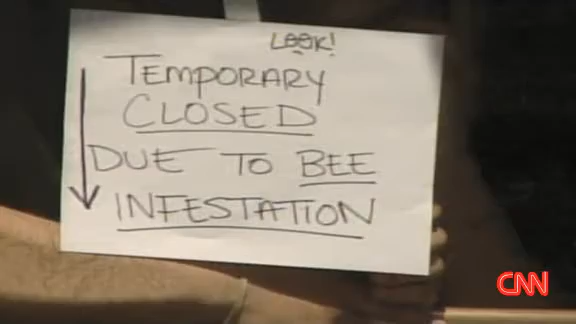 LOOK!
TEMPORARY
CLOSED
DUE TO BEE
INFESTATION
CNN